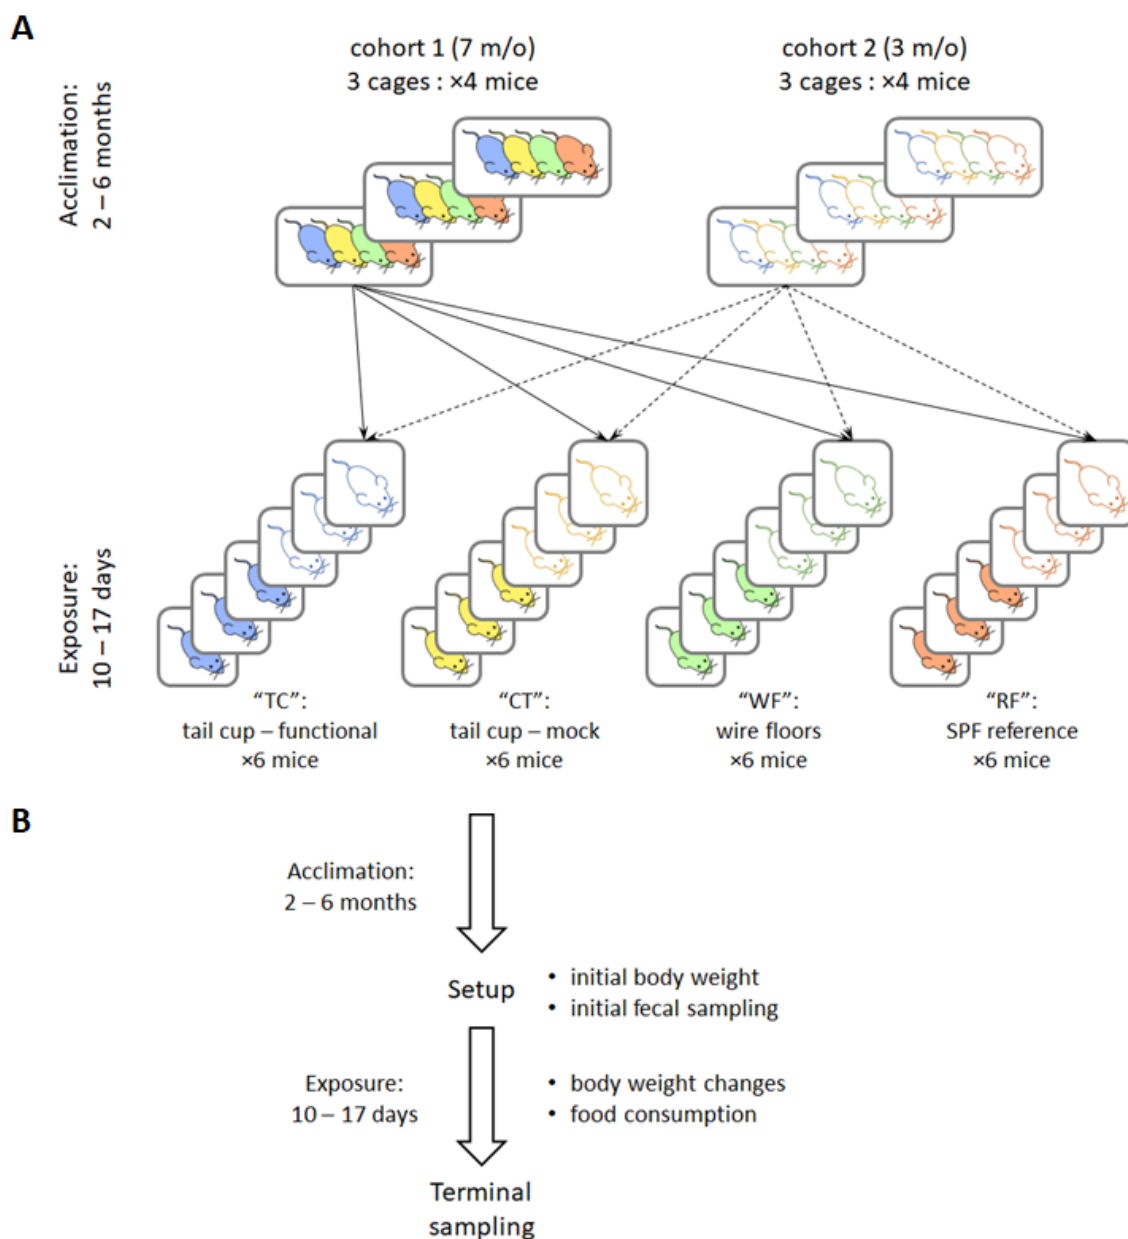 A
cohort 1 (7 m/o)
3 cages : ×4 mice
cohort 2 (3 m/o)
3 cages : ×4 mice
Acclimation:
2 – 6 months
Exposure:
10 – 17 days
“TC”:
tail cup – functional
×6 mice
“CT”:
tail cup – mock
×6 mice
“WF”:
wire floors
×6 mice
“RF”:
SPF reference
×6 mice
B
Acclimation:
2 – 6 months
Setup
• initial body weight
• initial fecal sampling
Exposure:
10 – 17 days
• body weight changes
• food consumption
Terminal
sampling